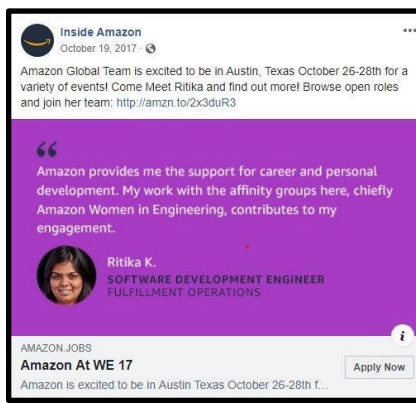 Inside Amazon
October 19, 2017 ·
Amazon Global Team is excited to be in Austin, Texas October 26-28th for a
variety of events! Come Meet Ritika and find out more! Browse open roles
and join her team: http://amzn.to/2x3duR3
“
Amazon provides me the support for career and personal
development. My work with the affinity groups here, chiefly
Amazon Women in Engineering, contributes to my
engagement.
Ritika K.
SOFTWARE DEVELOPMENT ENGINEER
FULFILLMENT OPERATIONS
i
AMAZON.JOBS
Amazon At WE 17
Apply Now
Amazon is excited to be in Austin Texas October 26-28th f...